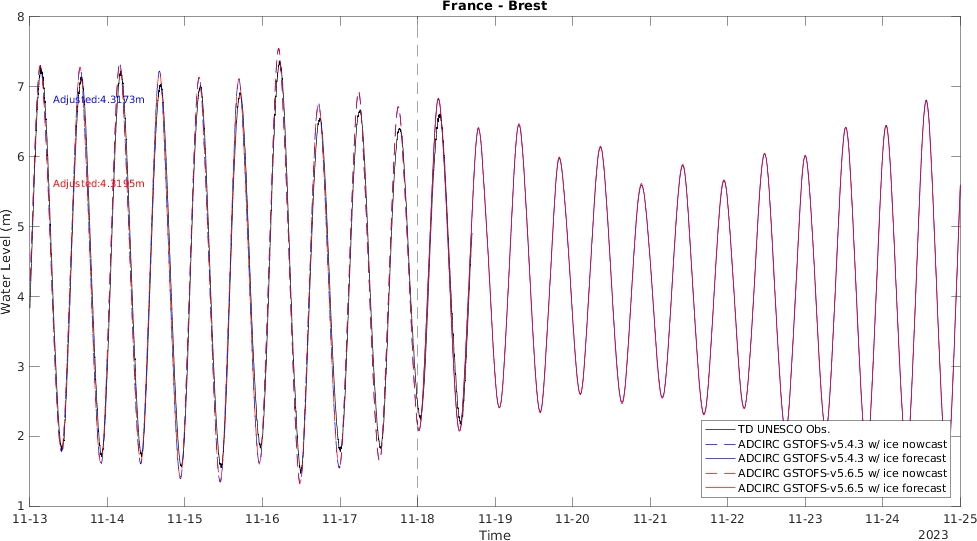 France - Brest
8
7
6
5
4
3
2
1
Water Level (m)
Adjusted:4.3173m
Adjusted:4.3195m
TD UNESCO Obs.
ADCIRC GSTOFS-v5.4.3 w/ ice nowcast
ADCIRC GSTOFS-v5.4.3 w/ ice forecast
ADCIRC GSTOFS-v5.6.5 w/ ice nowcast
ADCIRC GSTOFS-v5.6.5 w/ ice forecast
11-13 11-14 11-15 11-16 11-17 11-18 11-19 11-20 11-21 11-22 11-23 11-24 11-25
Time
2023